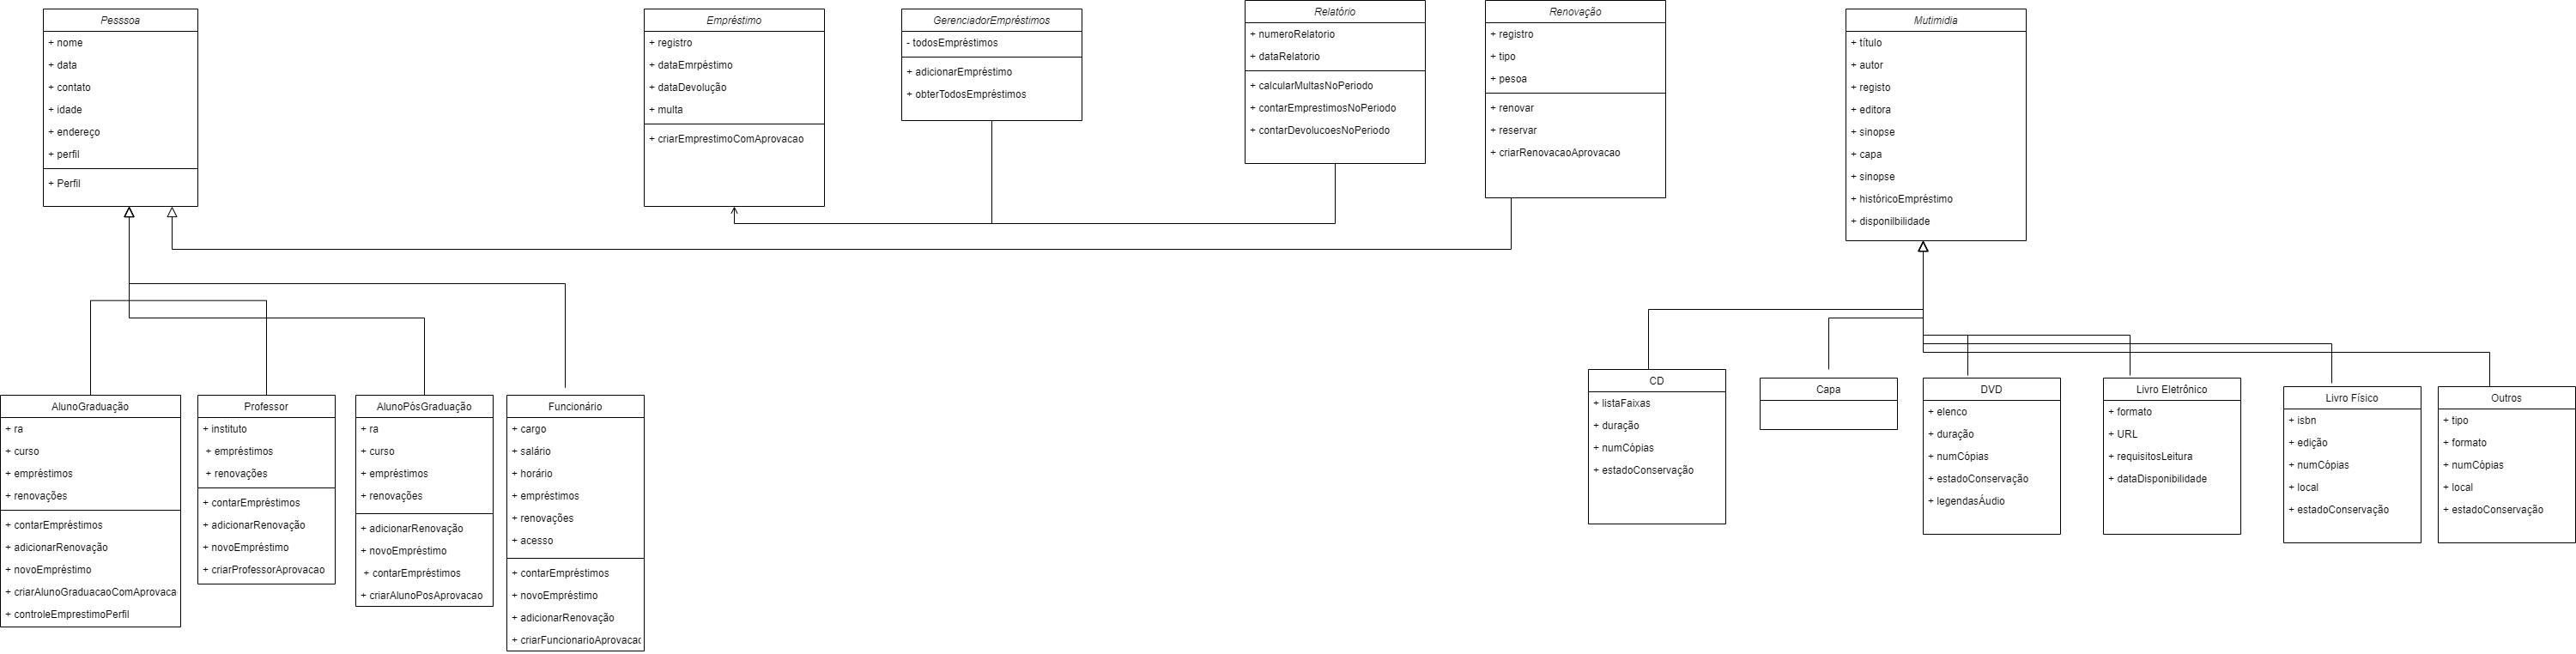 Pesssoa
+ nome
+ data
+ contato
+ idade
+ endereço
+ perfil
+ Perfil
Empréstimo
+ registro
+ dataEmrpéstimo
+ dataDevolução
+ multa
+ criarEmprestimoComAprovacao
GerenciadorEmpréstimos
- todosEmpréstimos
+ adicionarEmpréstimo
+ obterTodosEmpréstimos
Relatório
+ numeroRelatorio
+ dataRelatorio
+ calcularMultasNoPeriodo
+ contarEmprestimosNoPeriodo
+ contarDevolucoesNoPeriodo
Renovação
+ registro
+ tipo
+ pesoa
+ renovar
+ reservar
+ criarRenovacaoAprovacao
Mutimidia
+ título
+ autor
+ registo
+ editora
+ sinopse
+ capa
+ sinopse
+ históricoEmpréstimo
+ disponilbilidade
AlunoGraduação
+ ra
+ curso
+ empréstimos
+ renovações
+ contarEmpréstimos
+ adicionarRenovação
+ novoEmpréstimo
+ criarAlunoGraduacaoComAprovaca
+ controleEmprestimoPerfil
Professor
+ instituto
+ empréstimos
+ renovações
+ contarEmpréstimos
+ adicionarRenovação
+ novoEmpréstimo
+ criarProfessorAprovacao
AlunoPósGraduação
+ ra
+ curso
+ empréstimos
+ renovações
+ adicionarRenovação
+ novoEmpréstimo
+ contarEmpréstimos
+ criarAlunoPosAprovacao
Funcionário
+ cargo
+ salário
+ horário
+ empréstimos
+ renovações
+ acesso
+ contarEmpréstimos
+ novoEmprèstimo
+ adicionarRenovação
+ criarFuncionarioAprovacac
CD
+ listaFaixas
+ duração
+ numCópias
+ estadoConservação
Capa
DVD
+ elenco
+ duração
+ numCópias
+ estadoConservação
+ legendasÁudio
Livro Eletrônico
+ formato
+ URL
+ requisitosLeitura
+ dataDisponibilidade
Livro Físico
+ isbn
+ edição
+ numCópias
+ local
+ estadoConservação
Outros
+ tipo
+ formato
+ numCópias
+ local
+ estadoConservação